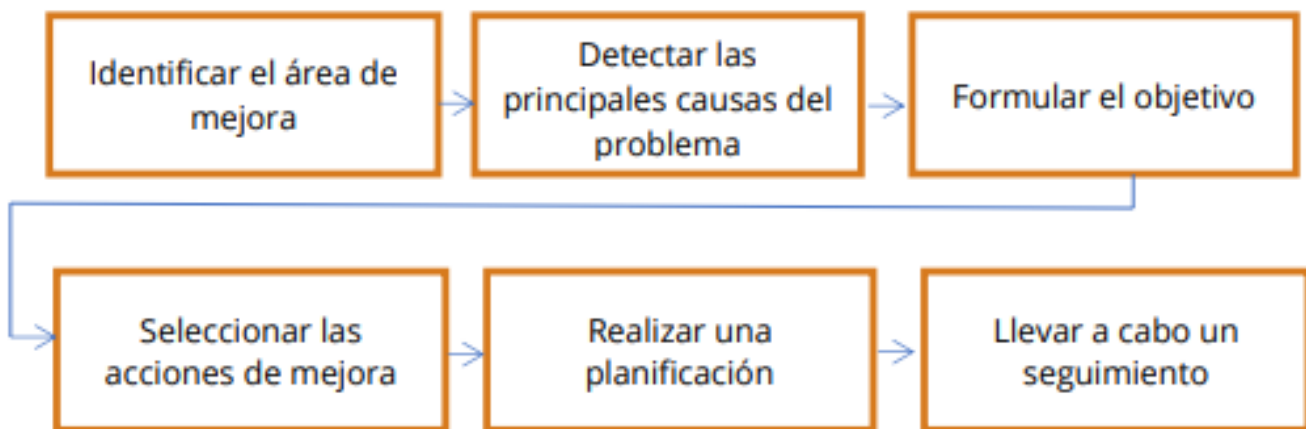 Identificar el área de
mejora
Detectar las
principales causas del
problema
Formular el objetivo
Seleccionar las
acciones de mejora
Realizar una
planificación
Llevar a cabo un
seguimiento